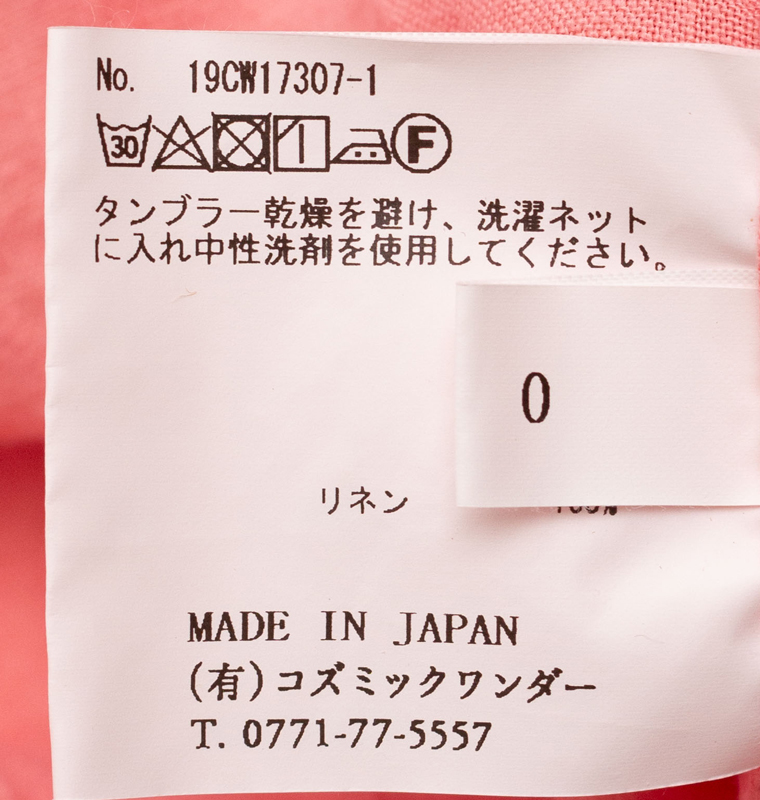 No. 19CW17307-1
30 F
タンブラー乾燥を避け、洗濯ネット
に入れ中性洗剤を使用してください。
0
リネン
MADE IN JAPAN
(有)コズミックワンダー
T. 0771-77-5557